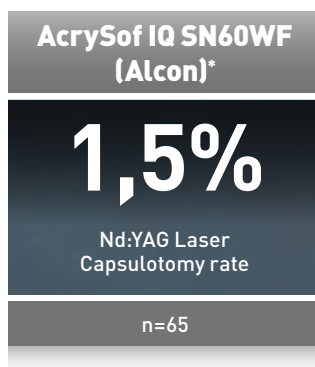 AcrySof IQ SN60WF
(Alcon)*
1,5%
Nd:YAG Laser
Capsulotomy rate
n=65